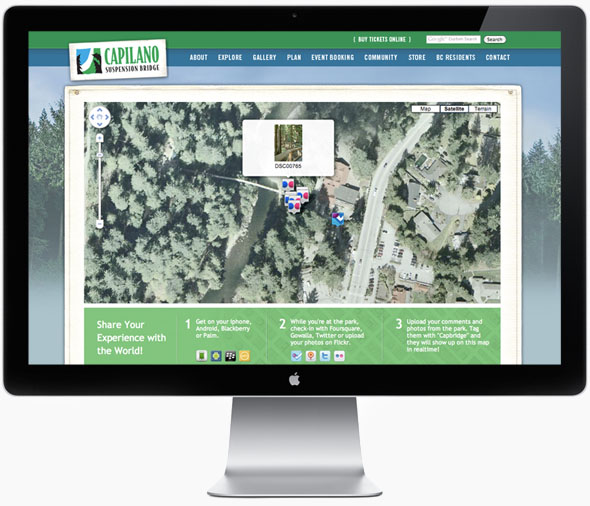 ( BUY TICKETS ONLINE )
Google™ Custom Search
Search
CAPILANO
SUSPENSION BRIDGE
ABOUT EXPLORE GALLERY PLAN EVENT BOOKING COMMUNITY STORE BC RESIDENTS CONTACT
Map Satellite Terrain
DSC00765
Share Your
Experience with
the World!
1 Get on your iphone,
Android, Blackberry
or Palm.
2 While you're at the park,
check-in with Foursquare,
Gowalla, Twitter or upload
your photos on Flickr.
3 Upload your comments and
photos from the park. Tag
them with "Capbridge" and
they will show up on this map
in realtime!